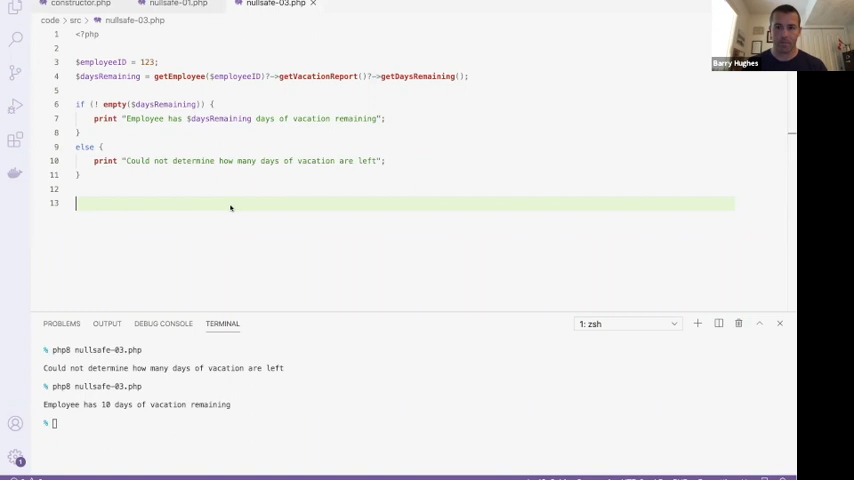 constructor.php nullsafe-01.php nullsafe-03.php
code > src > nullsafe-03.php
1 <?php
2
3 $employeeID = 123;
4 $daysRemaining = getEmployee($employeeID)?->getVacationReport()?->getDaysRemaining();
5
6 if (! empty($daysRemaining)) {
7 print "Employee has $daysRemaining days of vacation remaining";
8 }
9 else {
10 print "Could not determine how many days of vacation are left";
11 }
12
13
Barry Hughes
PROBLEMS OUTPUT DEBUG CONSOLE TERMINAL 1: zsh
% php8 nullsafe-03.php
Could not determine how many days of vacation are left
% php8 nullsafe-03.php
Employee has 10 days of vacation remaining
%
1